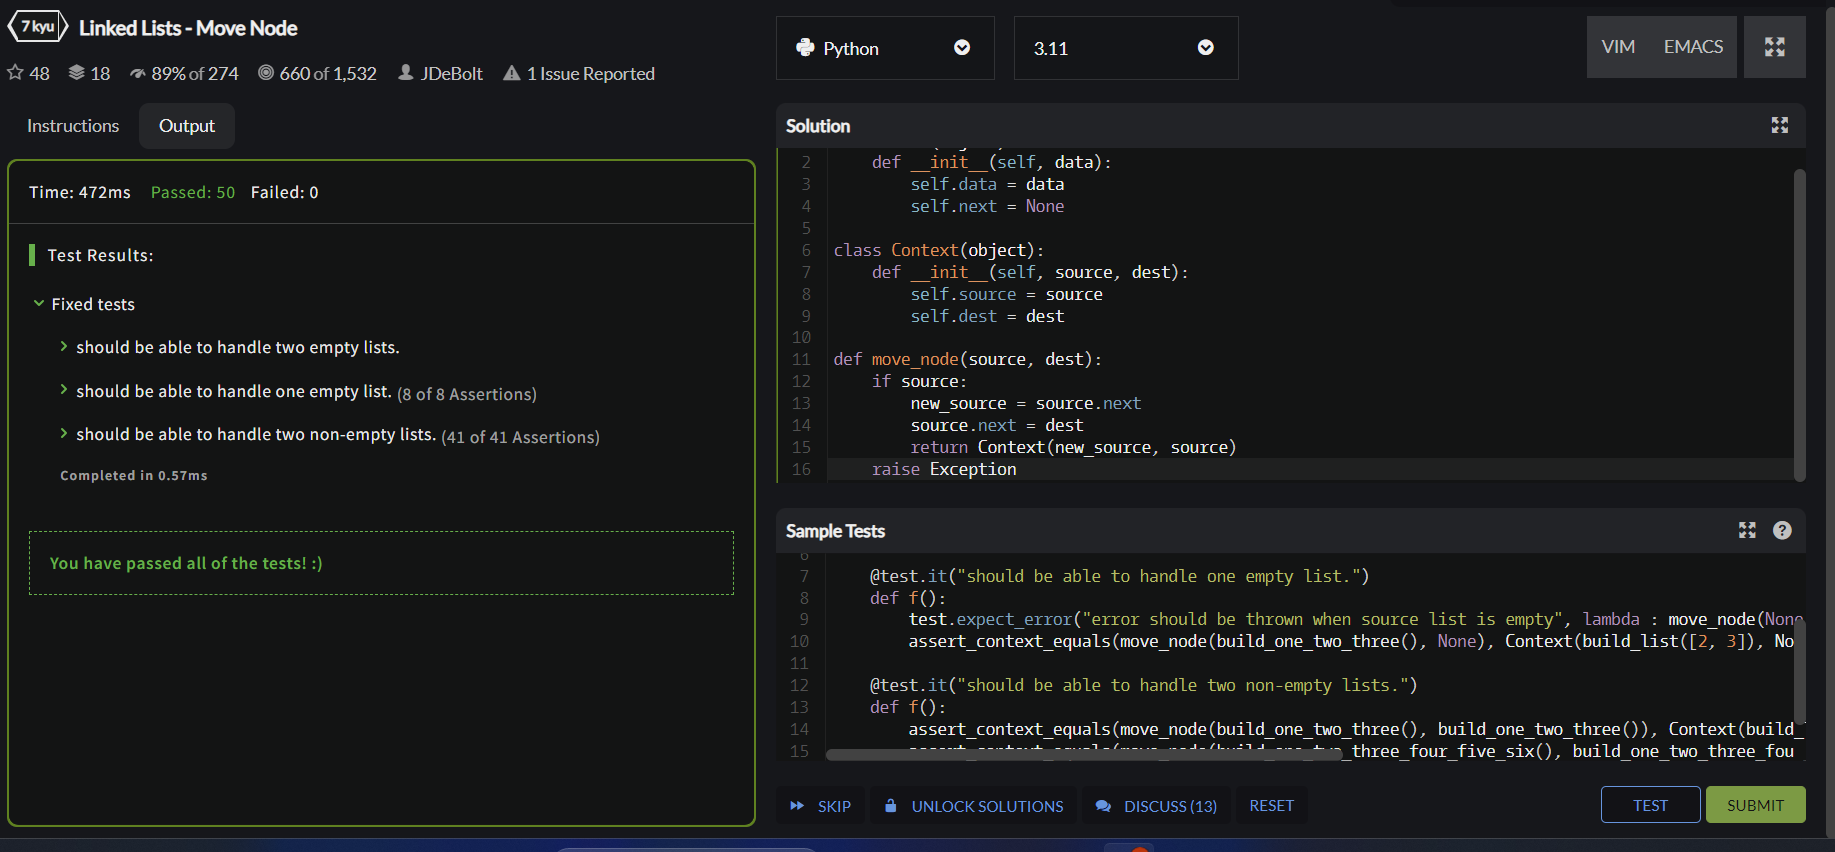 7 kyu
Linked Lists - Move Node
48 18 89% of 274 660 of 1,532 JDeBolt 1 Issue Reported
Instructions Output
Time: 472ms Passed: 50 Failed: 0
Test Results:
Fixed tests
should be able to handle two empty lists.
should be able to handle one empty list. (8 of 8 Assertions)
should be able to handle two non-empty lists. (41 of 41 Assertions)
Completed in 0.57ms
You have passed all of the tests! :)
Python 3.11 VIM EMACS
Solution
2     def __init__(self, data):
3         self.data = data
4         self.next = None
5
6 class Context(object):
7     def __init__(self, source, dest):
8         self.source = source
9         self.dest = dest
10
11 def move_node(source, dest):
12     if source:
13         new_source = source.next
14         source.next = dest
15         return Context(new_source, source)
16     raise Exception
Sample Tests
6
7     @test.it("should be able to handle one empty list.")
8     def f():
9         test.expect_error("error should be thrown when source list is empty", lambda : move_node(None
10         assert_context_equals(move_node(build_one_two_three(), None), Context(build_list([2, 3]), No
11
12     @test.it("should be able to handle two non-empty lists.")
13     def f():
14         assert_context_equals(move_node(build_one_two_three(), build_one_two_three()), Context(build_
15         assert_context_equals(move_node(build_one_two_three_four_five_six(), build_one_two_three_fou
SKIP UNLOCK SOLUTIONS DISCUSS (13) RESET TEST SUBMIT